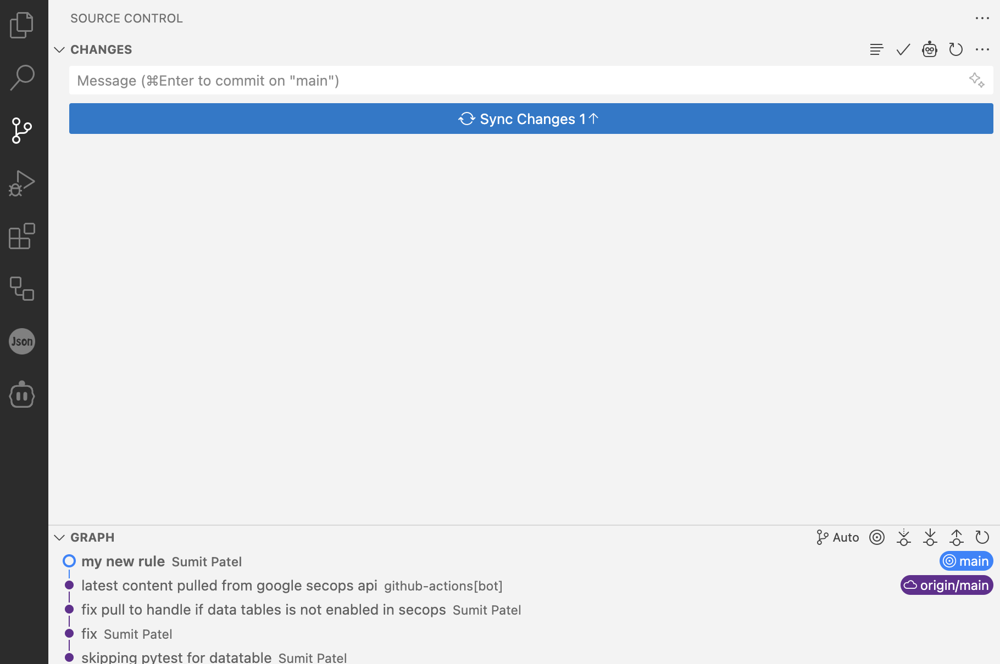 SOURCE CONTROL
CHANGES
Message (⌘Enter to commit on "main")
Sync Changes 1↑
Json
GRAPH
Auto
my new rule Sumit Patel
main
latest content pulled from google secops api github-actions[bot]
origin/main
fix pull to handle if data tables is not enabled in secops Sumit Patel
fix Sumit Patel
skipping pytest for datatable Sumit Patel